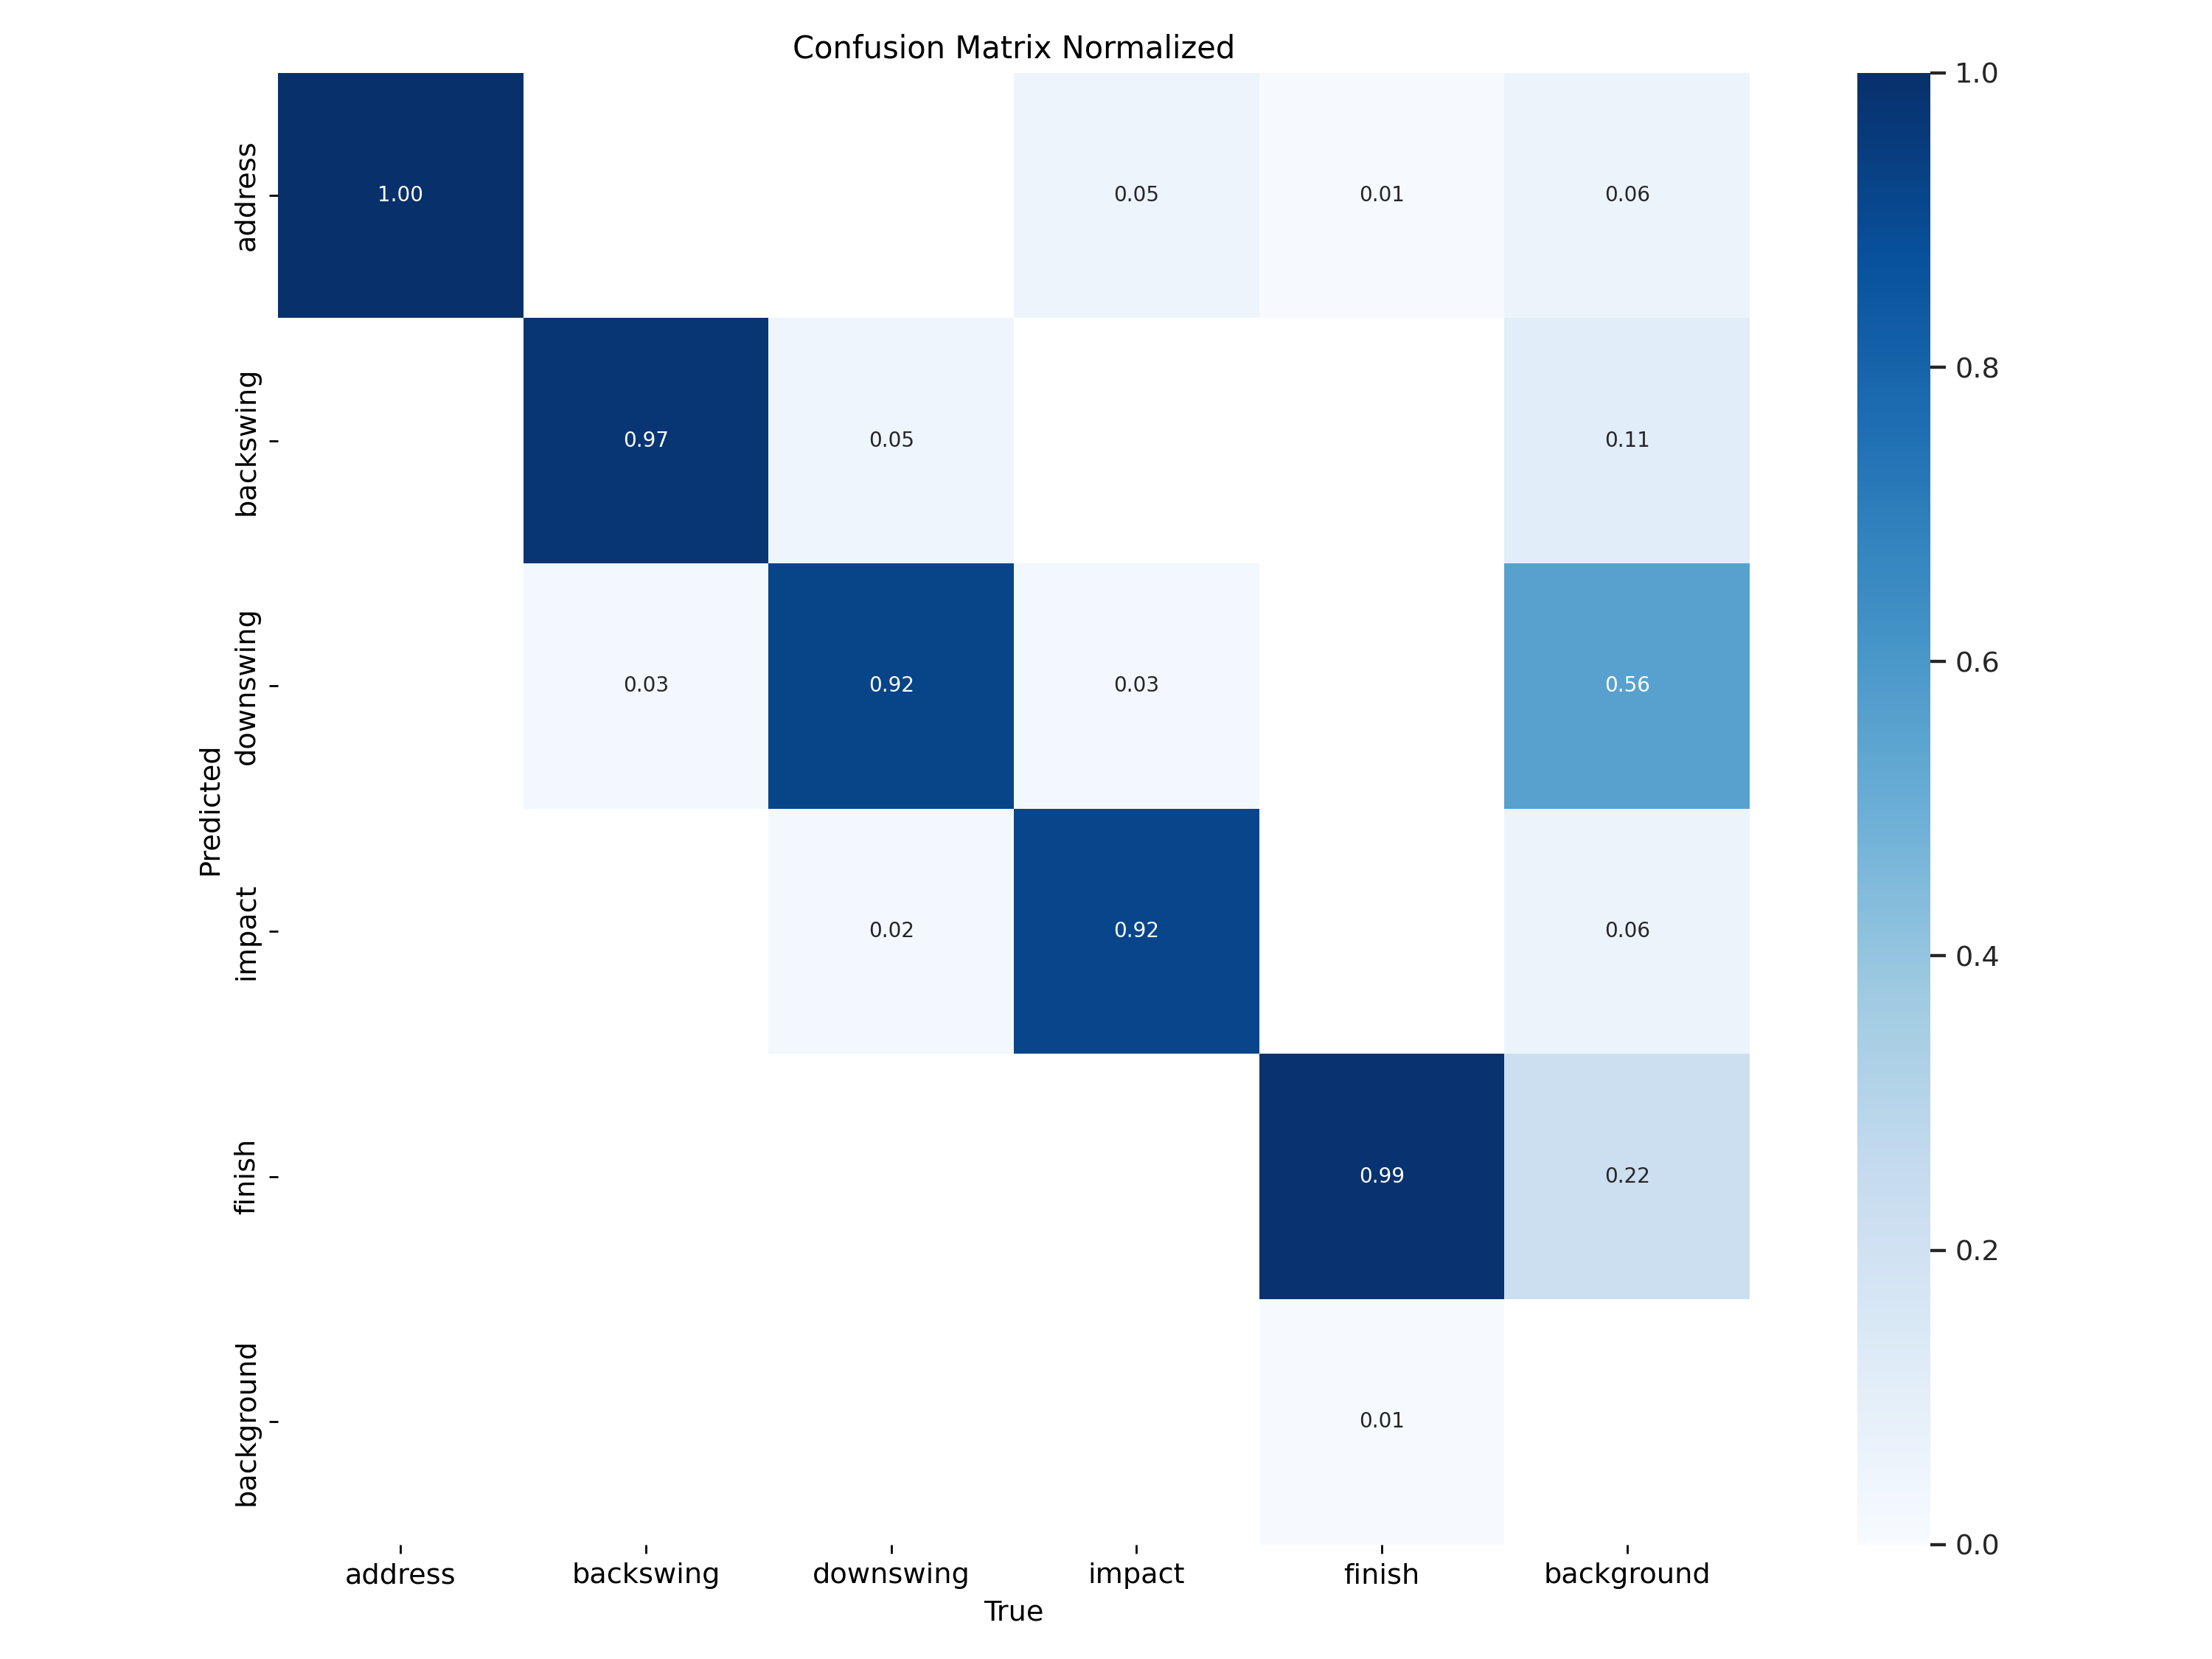 Confusion Matrix Normalized
address 1.00 0.05 0.01 0.06
backswing 0.97 0.05 0.11
downswing 0.03 0.92 0.03 0.56
impact 0.02 0.92 0.06
finish 0.99 0.22
background 0.01
Predicted
address backswing downswing impact finish background
True
1.0
0.8
0.6
0.4
0.2
0.0